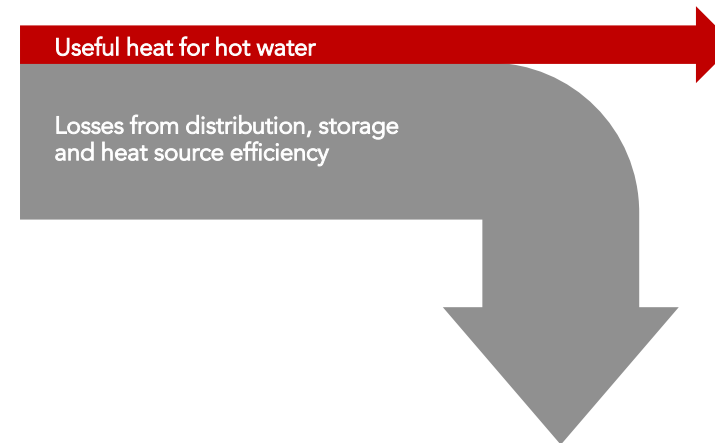 Useful heat for hot water
Losses from distribution, storage
and heat source efficiency